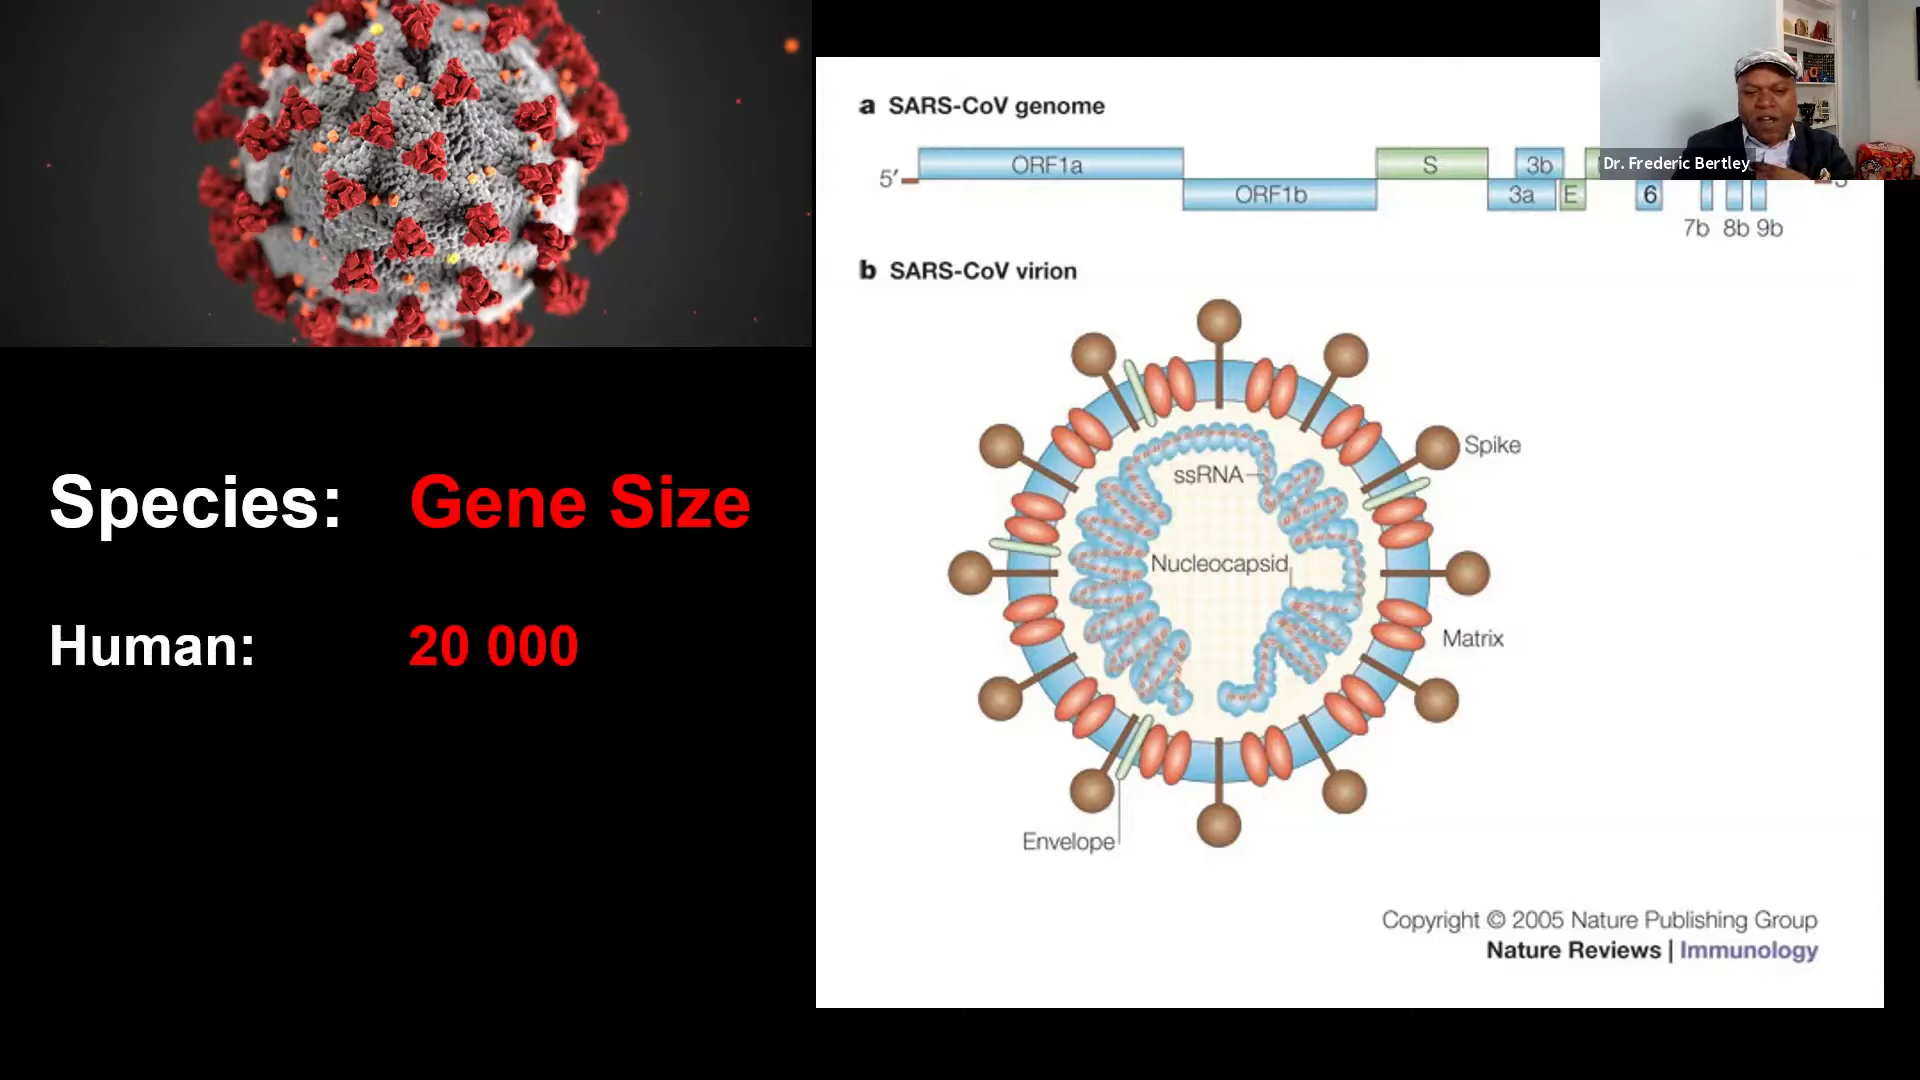 Species: Gene Size
Human: 20 000
a SARS-CoV genome
5′
ORF1a
S
3b
ORF1b
3a
E
6
7b 8b 9b
Dr. Frederic Bertley
b SARS-CoV virion
Spike
ssRNA
Nucleocapsid
Matrix
Envelope
Copyright © 2005 Nature Publishing Group
Nature Reviews | Immunology